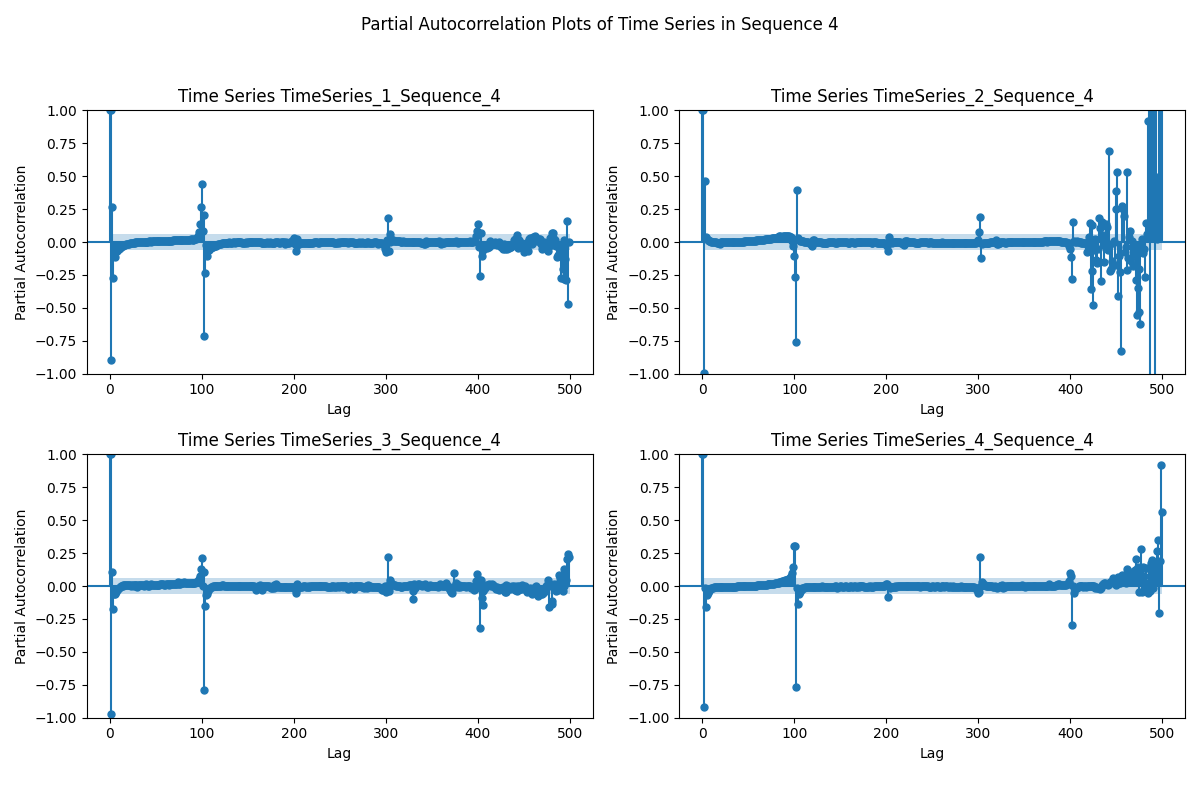 Partial Autocorrelation Plots of Time Series in Sequence 4
Time Series TimeSeries_1_Sequence_4
Partial Autocorrelation
1.00
0.75
0.50
0.25
0.00
−0.25
−0.50
−0.75
−1.00
0 100 200 300 400 500
Lag
Time Series TimeSeries_2_Sequence_4
Partial Autocorrelation
1.00
0.75
0.50
0.25
0.00
−0.25
−0.50
−0.75
−1.00
0 100 200 300 400 500
Lag
Time Series TimeSeries_3_Sequence_4
Partial Autocorrelation
1.00
0.75
0.50
0.25
0.00
−0.25
−0.50
−0.75
−1.00
0 100 200 300 400 500
Lag
Time Series TimeSeries_4_Sequence_4
Partial Autocorrelation
1.00
0.75
0.50
0.25
0.00
−0.25
−0.50
−0.75
−1.00
0 100 200 300 400 500
Lag